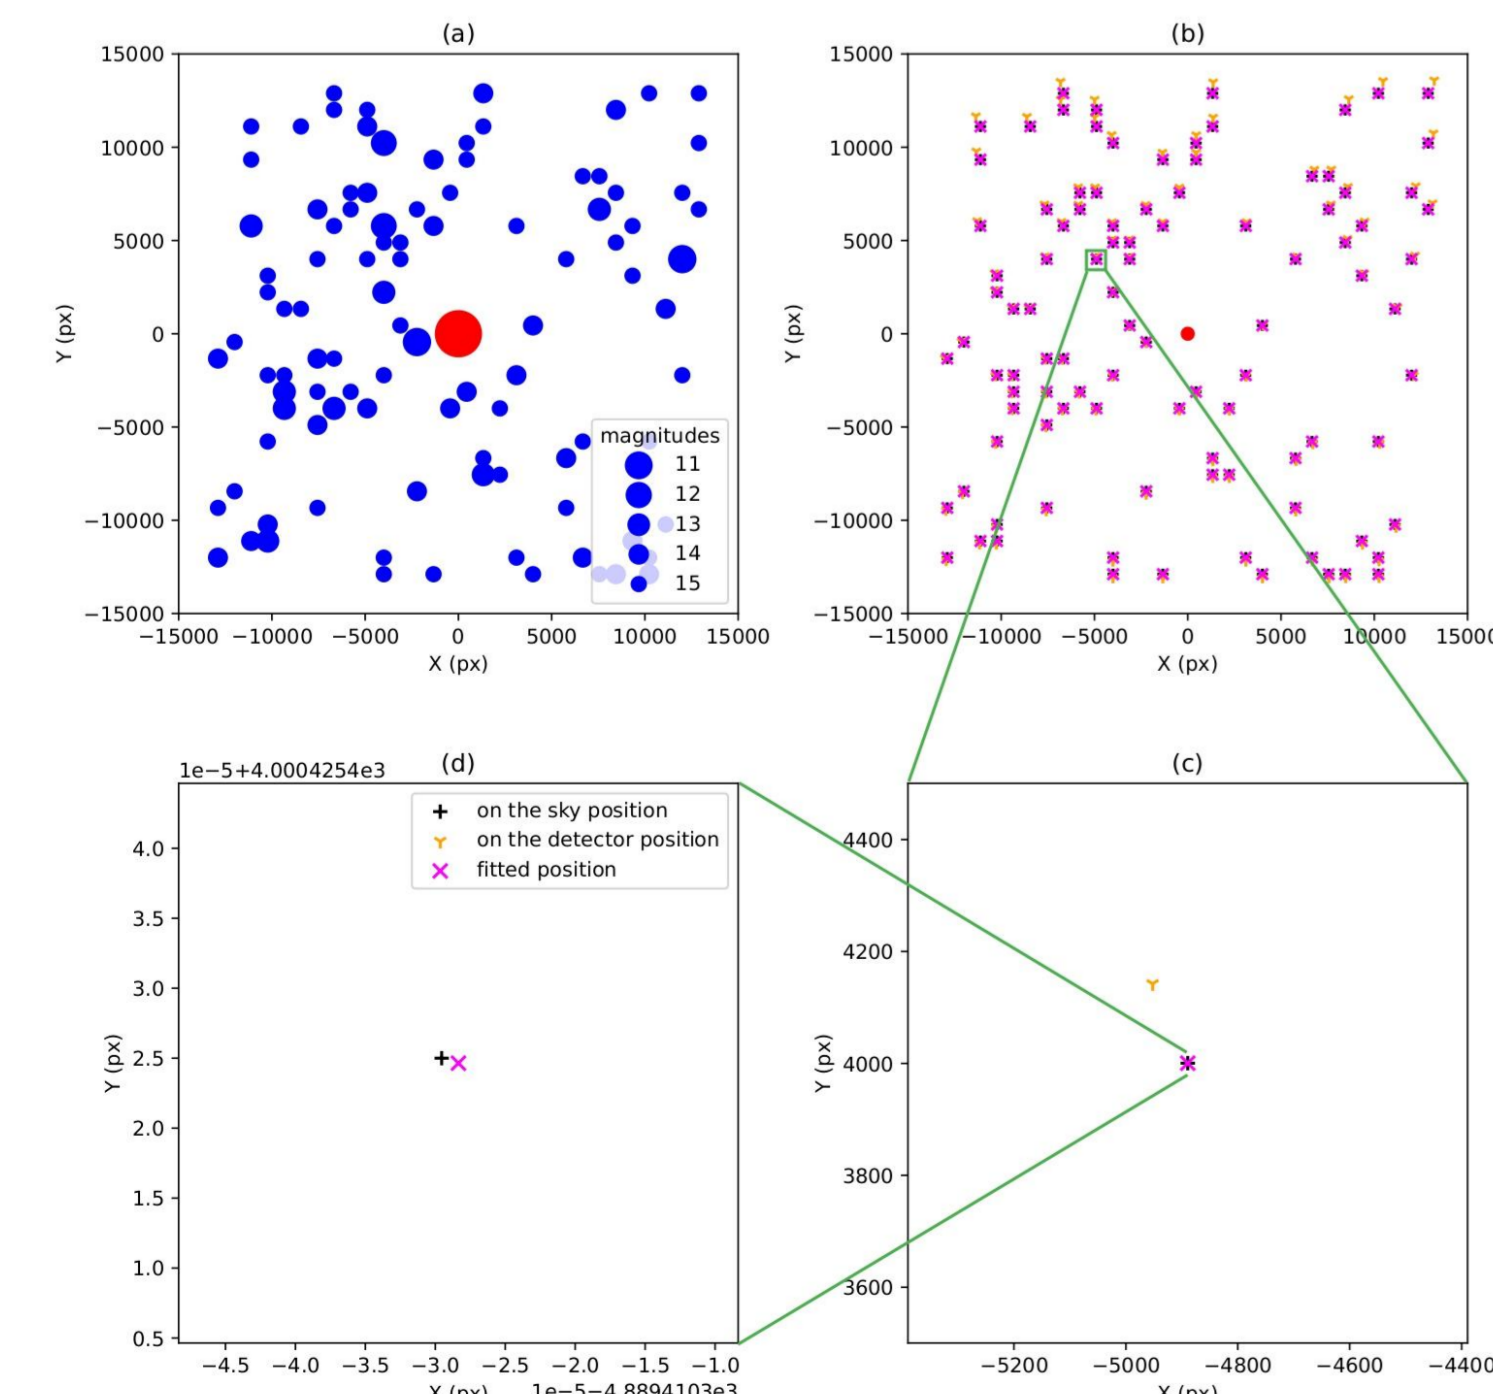 (a)
15000
10000
5000
0
−5000
−10000
−15000
Y (px)
−15000 −10000 −5000 0 5000 10000 15000
X (px)
magnitudes
11
12
13
14
15
(b)
15000
10000
5000
0
−5000
−10000
−15000
Y (px)
−15000 −10000 −5000 0 5000 10000 1500
X (px)
(d)
1e−5+4.0004254e3
4.0
3.5
3.0
2.5
2.0
1.5
1.0
0.5
Y (px)
on the sky position
on the detector position
fitted position
−4.5 −4.0 −3.5 −3.0 −2.5 −2.0 −1.5 −1.0
X (px) 1e−5−4.8894103e3
(c)
4400
4200
4000
3800
3600
Y (px)
−5200 −5000 −4800 −4600 −440
X (px)